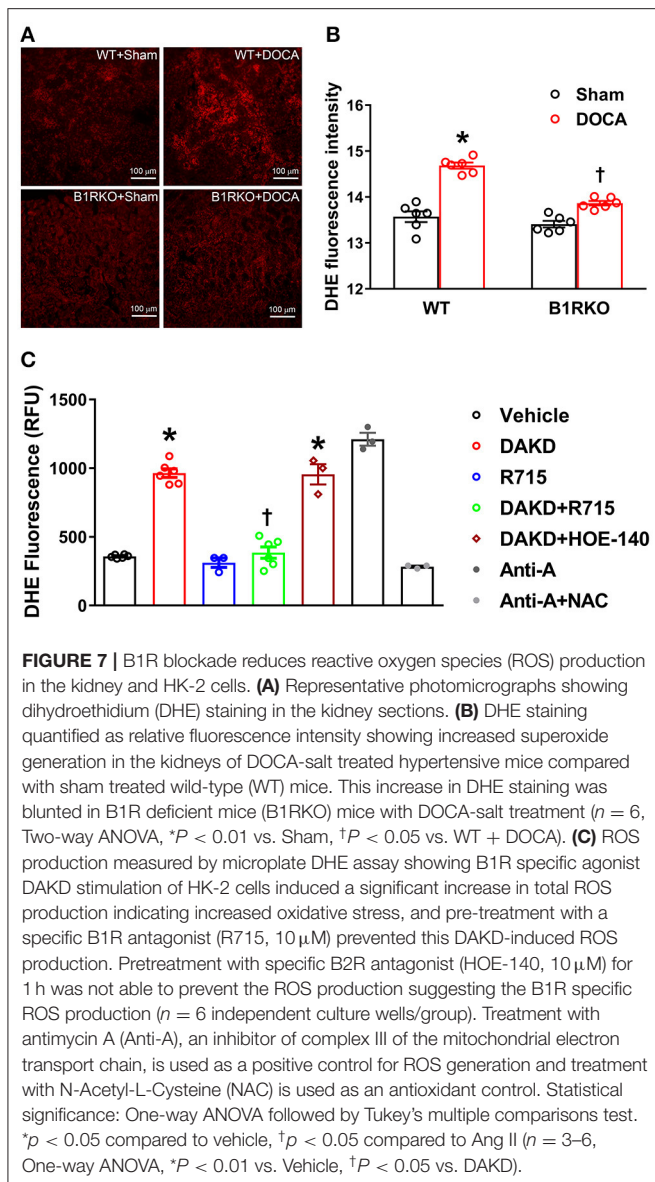 A
WT+Sham
WT+DOCA
100 µm
100 µm
B1RKO+Sham
B1RKO+DOCA
100 µm
100 µm
B
Sham
DOCA
DHE fluorescence intensity
16
15
14
13
12
*
†
WT
B1RKO
C
DHE Fluorescence (RFU)
1500
1000
500
0
*
†
*
Vehicle
DAKD
R715
DAKD+R715
DAKD+HOE-140
Anti-A
Anti-A+NAC
FIGURE 7 | B1R blockade reduces reactive oxygen species (ROS) production
in the kidney and HK-2 cells. (A) Representative photomicrographs showing
dihydroethidium (DHE) staining in the kidney sections. (B) DHE staining
quantified as relative fluorescence intensity showing increased superoxide
generation in the kidneys of DOCA-salt treated hypertensive mice compared
with sham treated wild-type (WT) mice. This increase in DHE staining was
blunted in B1R deficient mice (B1RKO) mice with DOCA-salt treatment (n = 6,
Two-way ANOVA, *P < 0.01 vs. Sham, †P < 0.05 vs. WT + DOCA). (C) ROS
production measured by microplate DHE assay showing B1R specific agonist
DAKD stimulation of HK-2 cells induced a significant increase in total ROS
production indicating increased oxidative stress, and pre-treatment with a
specific B1R antagonist (R715, 10 µM) prevented this DAKD-induced ROS
production. Pretreatment with specific B2R antagonist (HOE-140, 10 µM) for
1 h was not able to prevent the ROS production suggesting the B1R specific
ROS production (n = 6 independent culture wells/group). Treatment with
antimycin A (Anti-A), an inhibitor of complex III of the mitochondrial electron
transport chain, is used as a positive control for ROS generation and treatment
with N-Acetyl-L-Cysteine (NAC) is used as an antioxidant control. Statistical
significance: One-way ANOVA followed by Tukey's multiple comparisons test.
*p < 0.05 compared to vehicle, †p < 0.05 compared to Ang II (n = 3–6,
One-way ANOVA, *P < 0.01 vs. Vehicle, †P < 0.05 vs. DAKD).